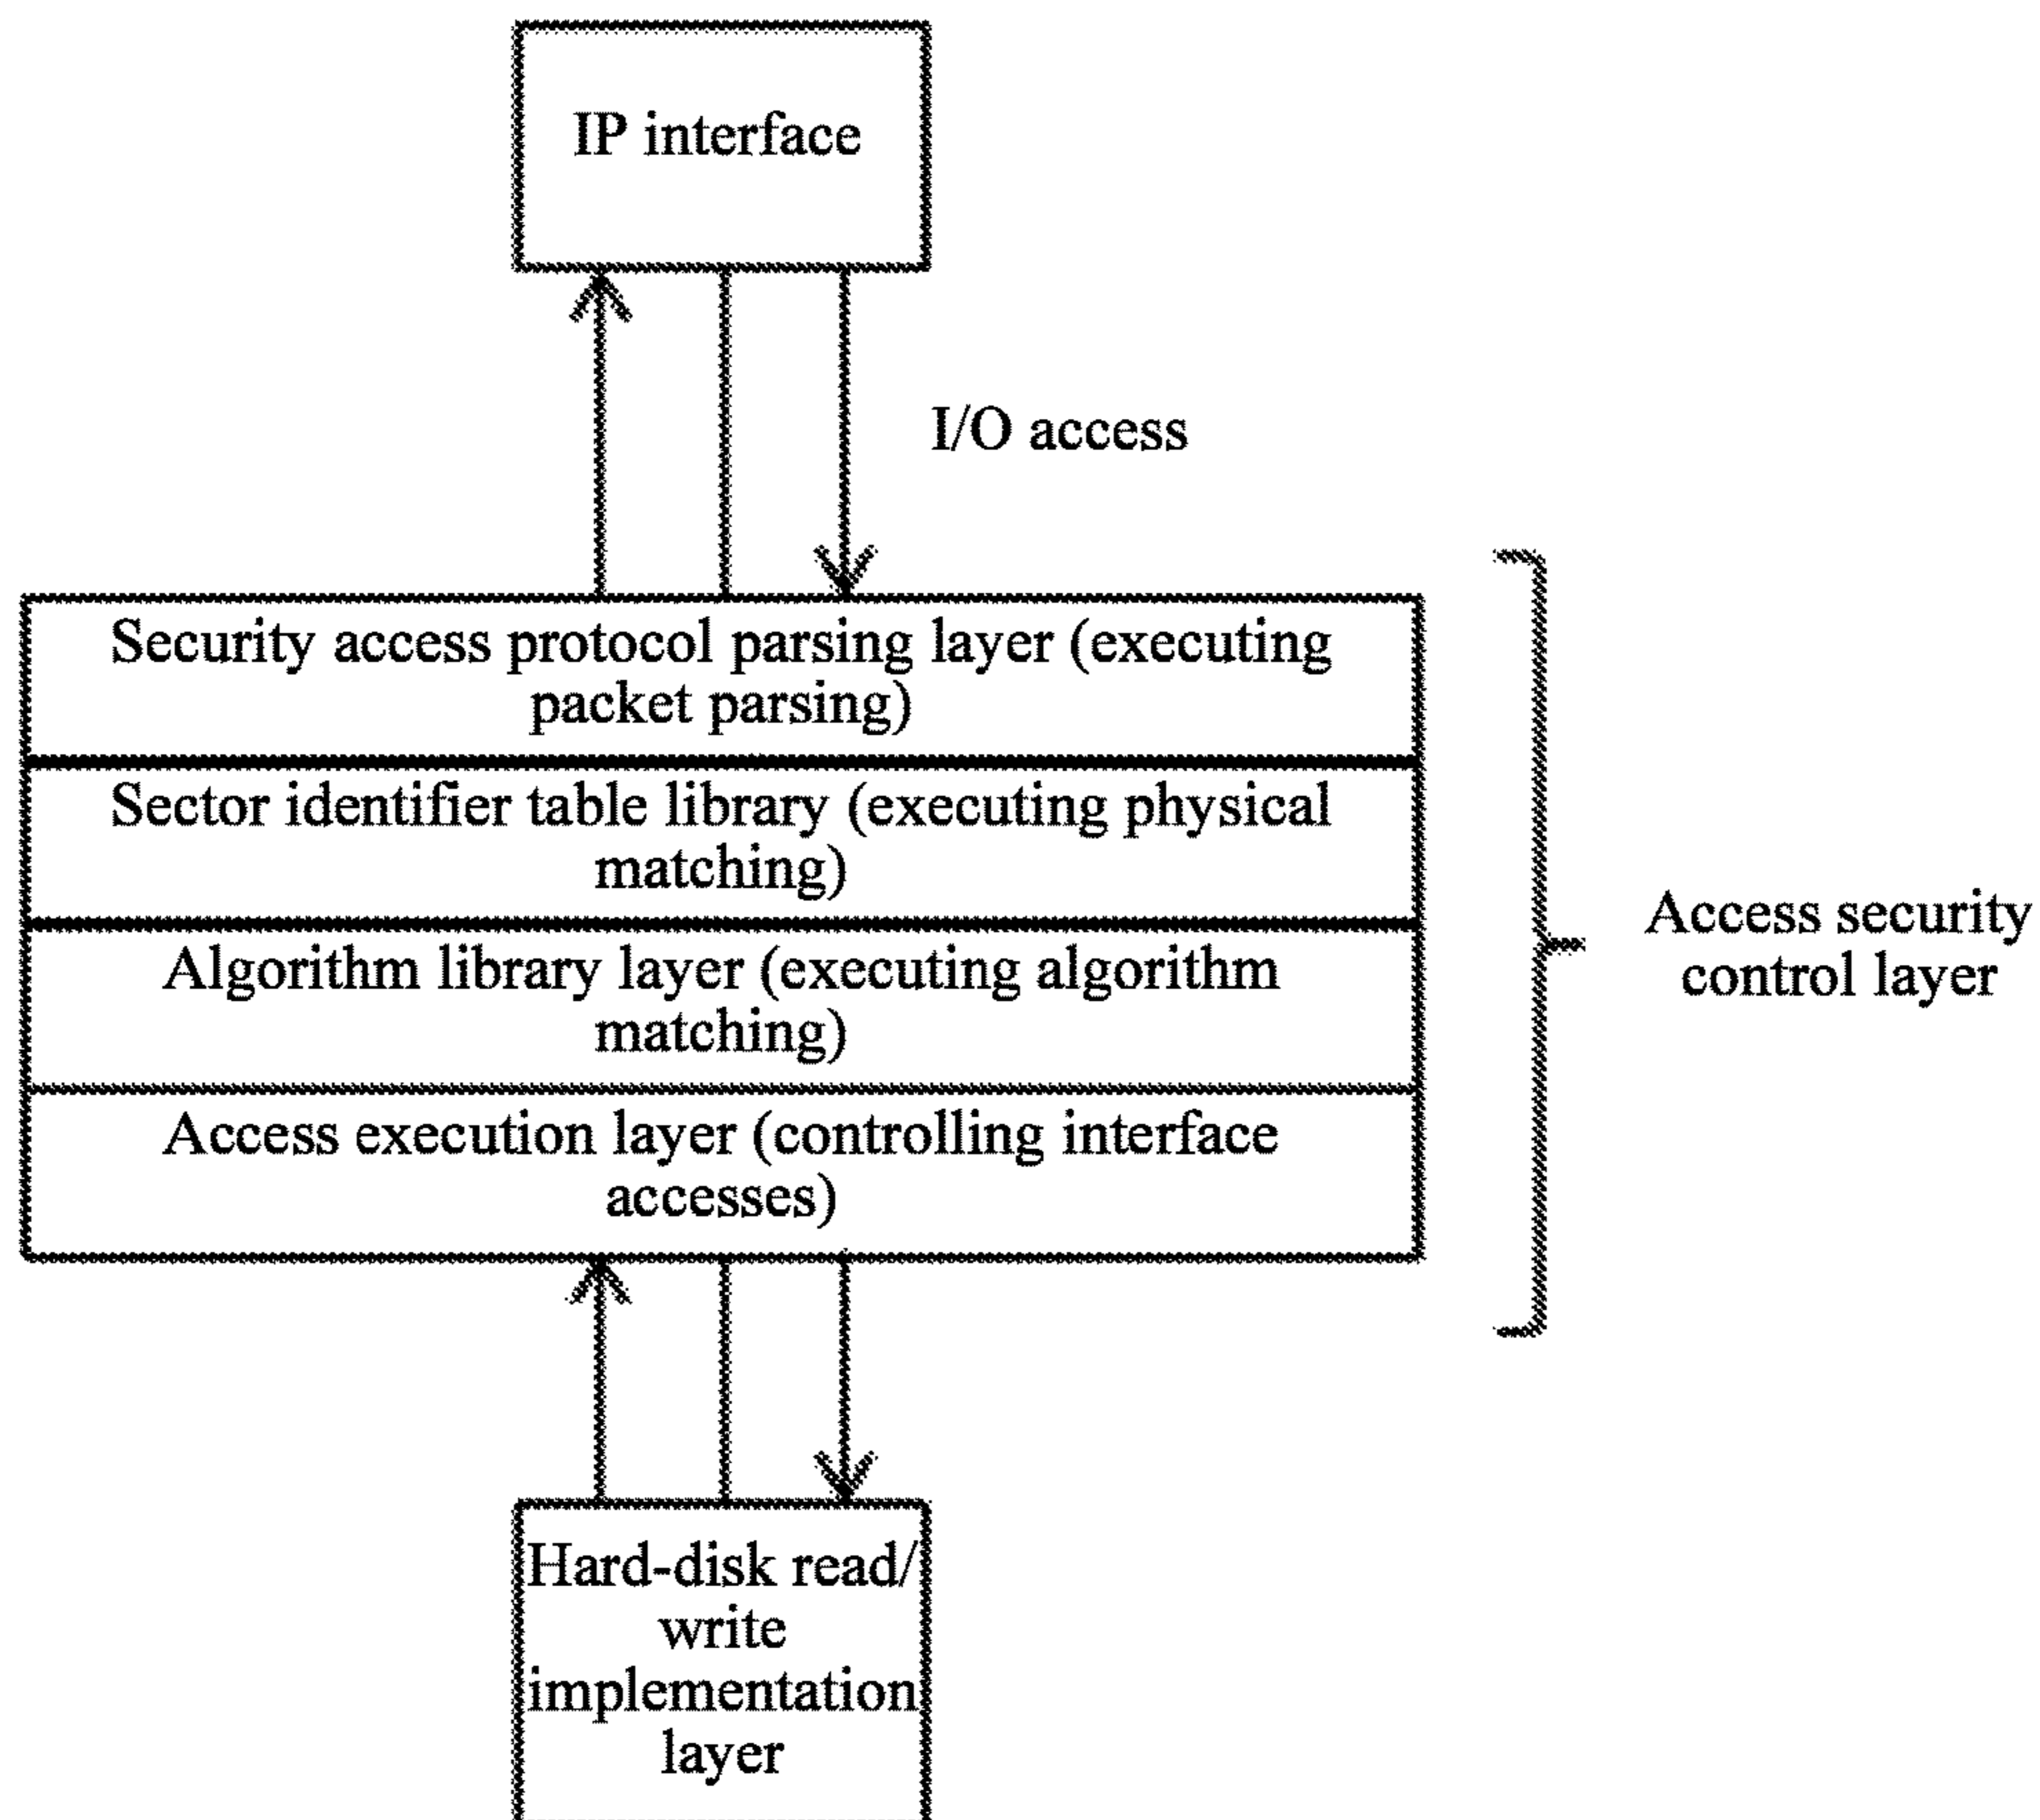 IP interface
I/O access
Security access protocol parsing layer (executing
packet parsing)
Sector identifier table library (executing physical
matching)
Algorithm library layer (executing algorithm
matching)
Access execution layer (controlling interface
accesses)
Access security
control layer
Hard-disk read/
write
implementation
layer